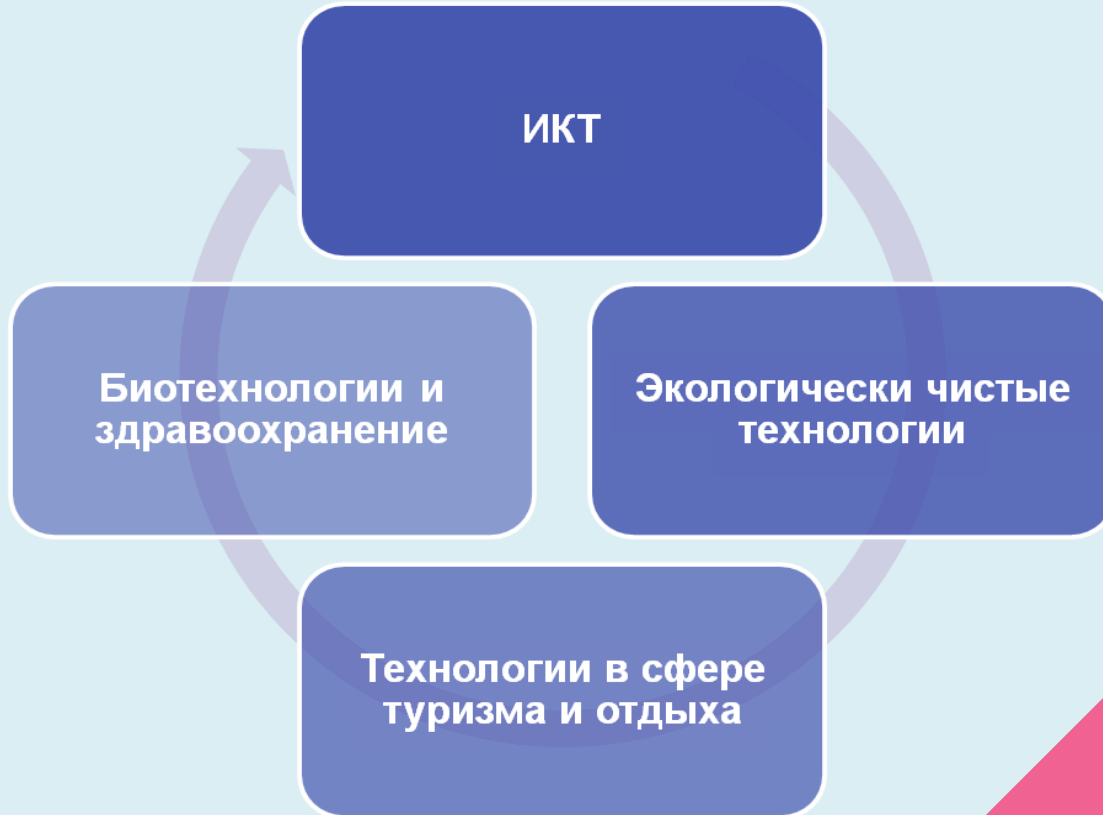 ИКТ
Экологически чистые
технологии
Технологии в сфере
туризма и отдыха
Биотехнологии и
здравоохранение